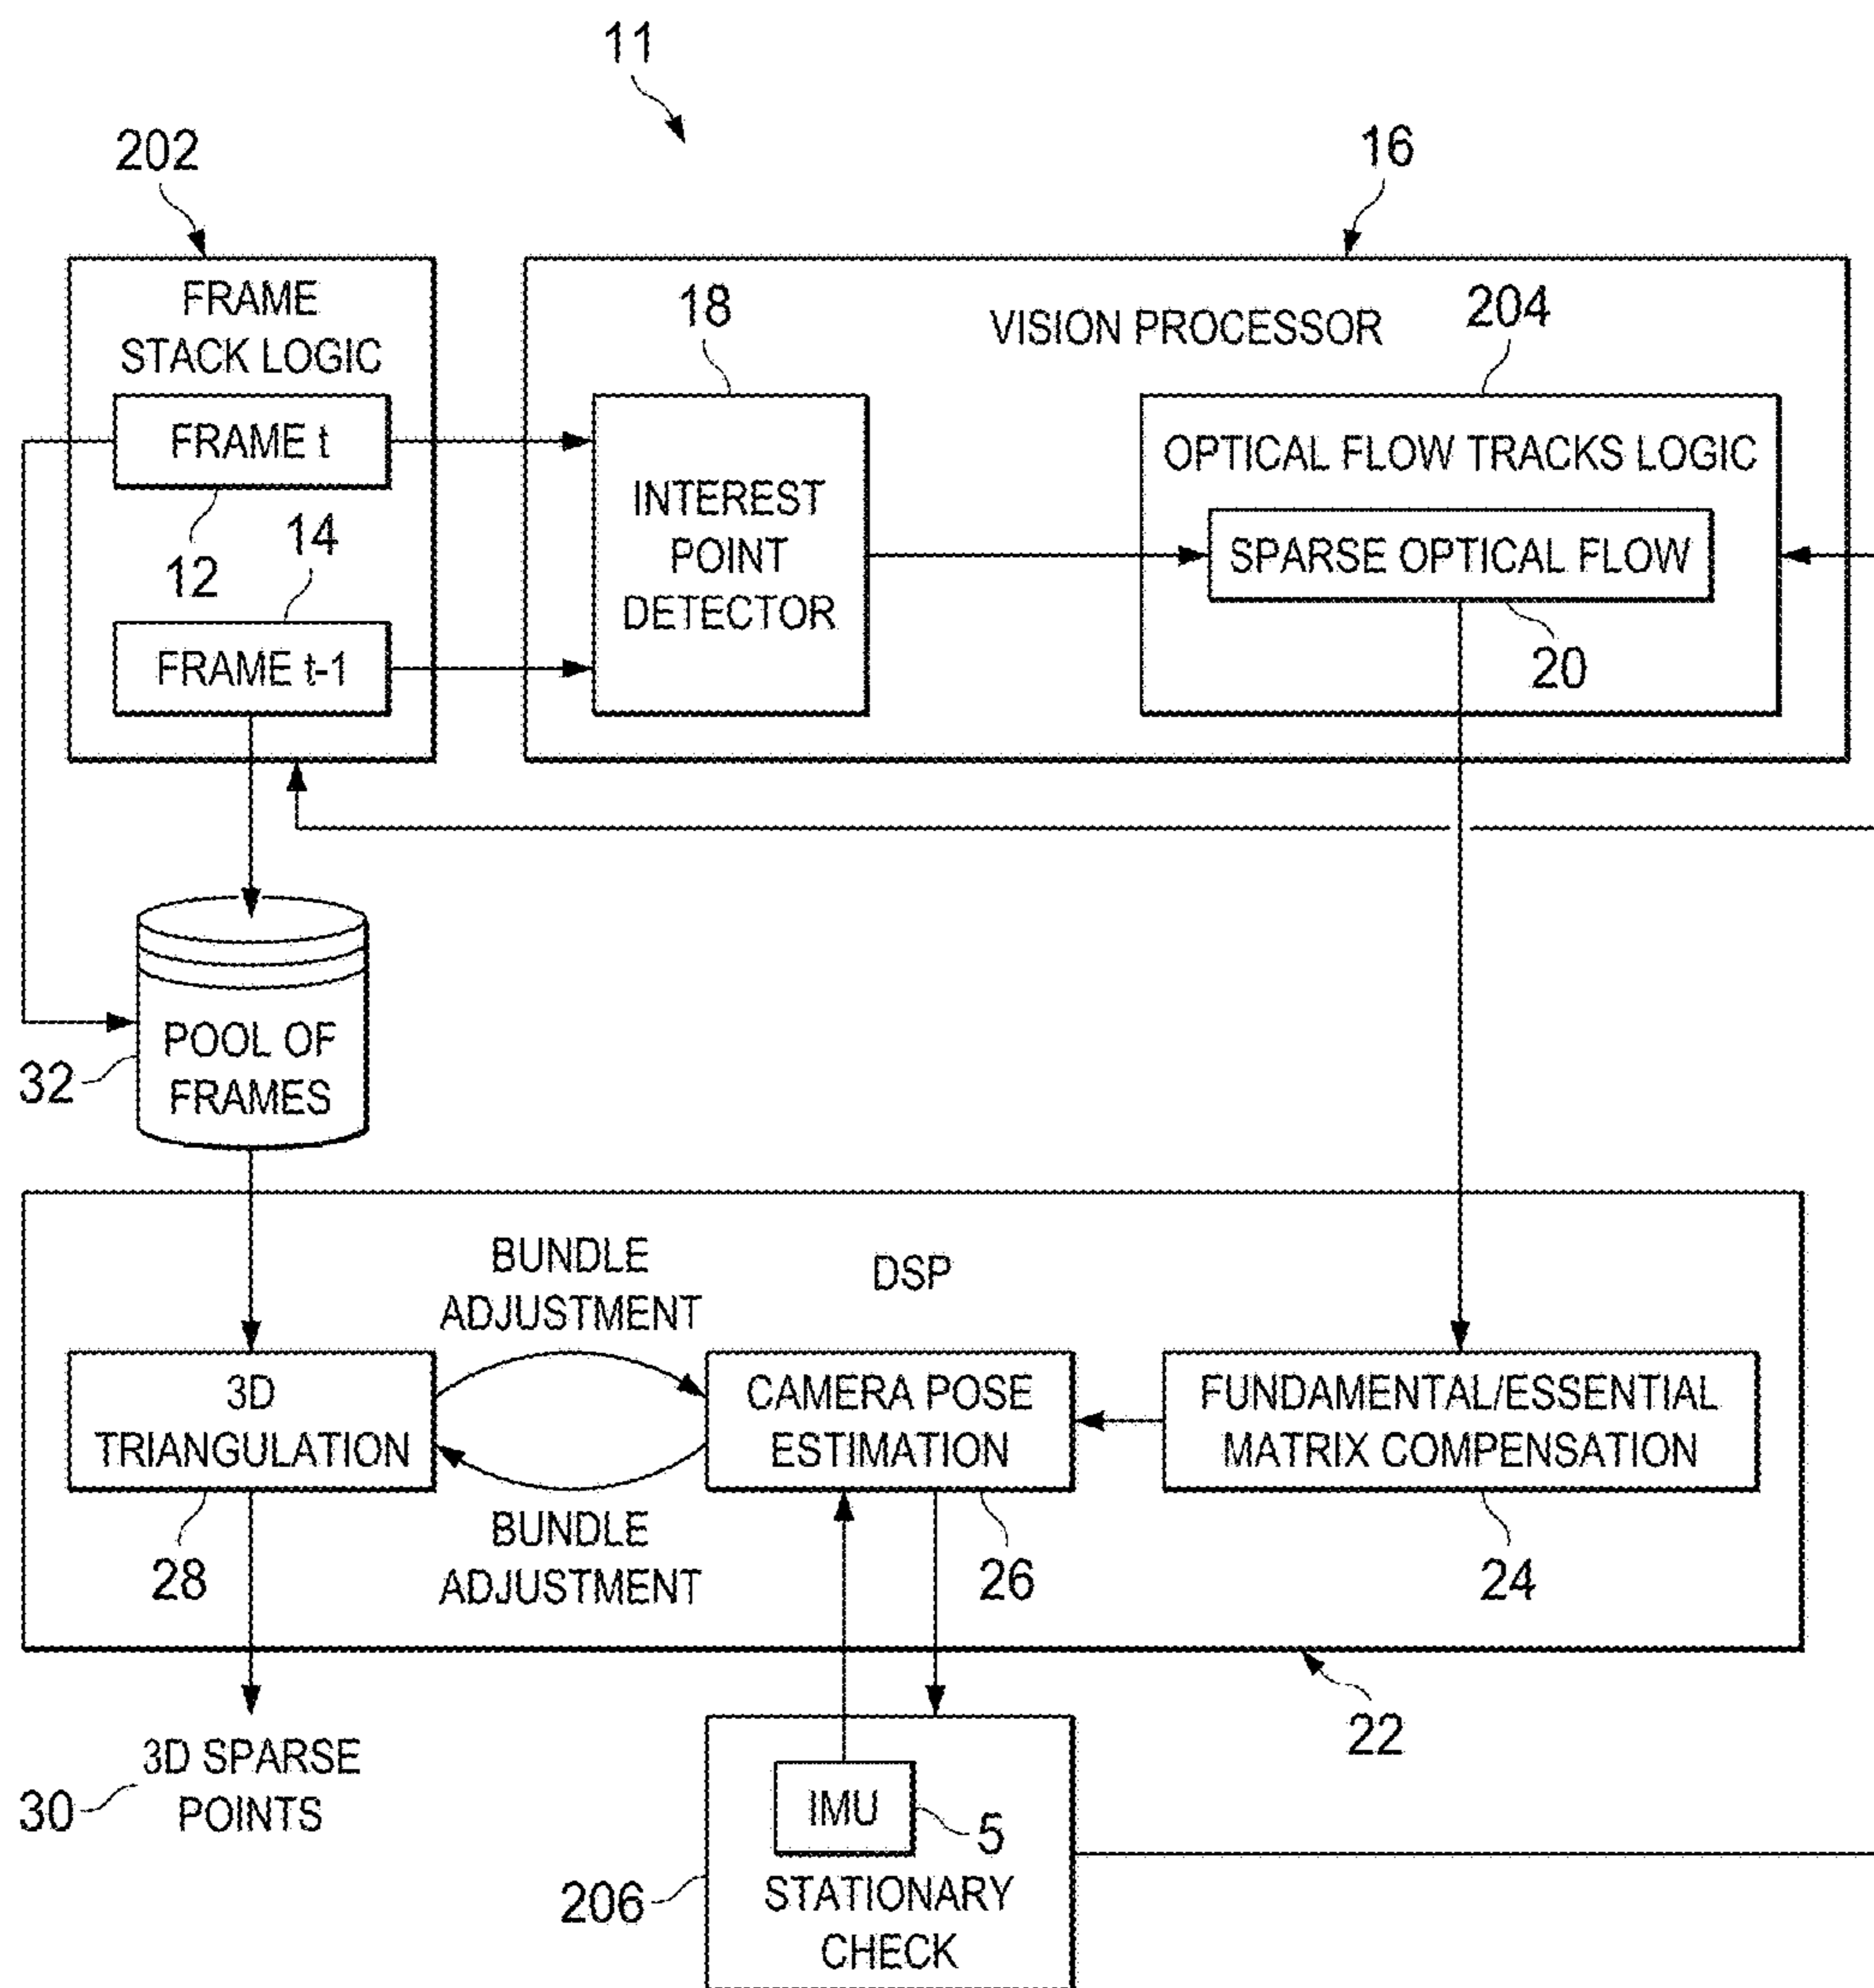 11
202
16
FRAME
STACK LOGIC
18
VISION PROCESSOR
204
FRAME t
12
14
FRAME t-1
INTEREST
POINT
DETECTOR
OPTICAL FLOW TRACKS LOGIC
SPARSE OPTICAL FLOW
20
POOL OF
FRAMES
32
BUNDLE
ADJUSTMENT
DSP
3D
TRIANGULATION
28
CAMERA POSE
ESTIMATION
26
FUNDAMENTAL/ESSENTIAL
MATRIX COMPENSATION
24
BUNDLE
ADJUSTMENT
22
3D SPARSE
POINTS
30
IMU
5
STATIONARY
CHECK
206